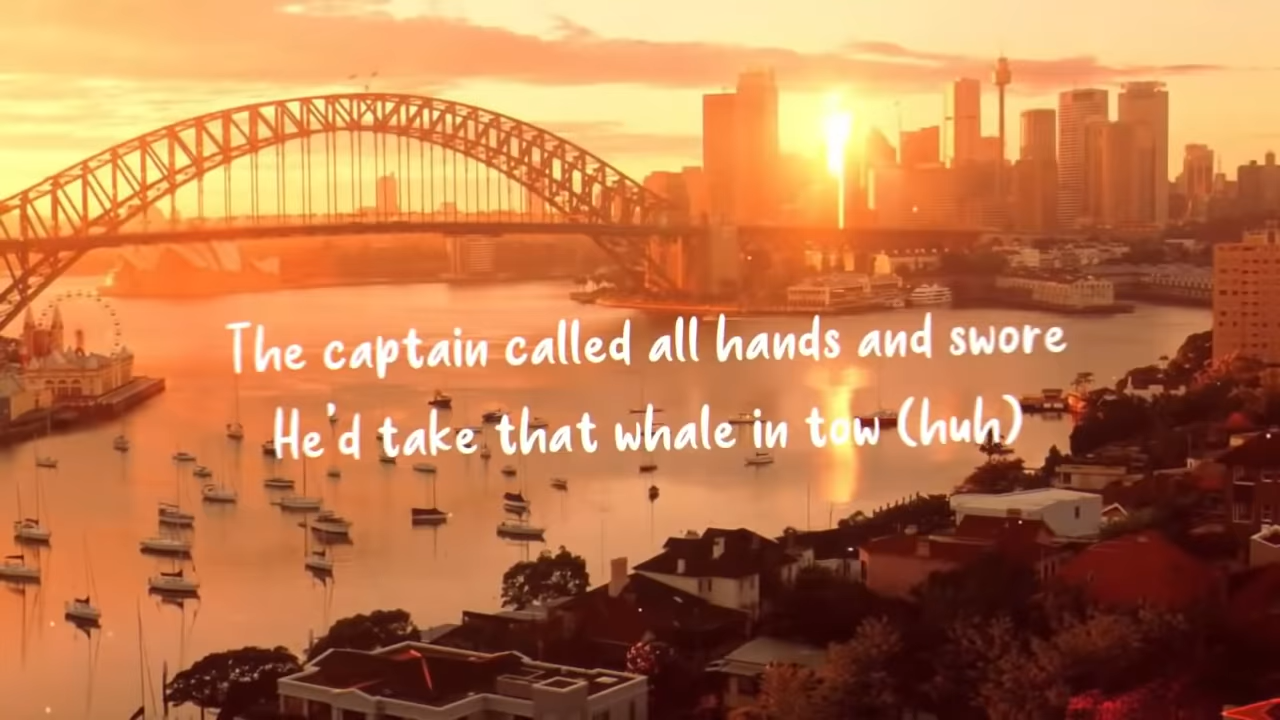 The captain called all hands and swore
He'd take that whale in tow (huh)